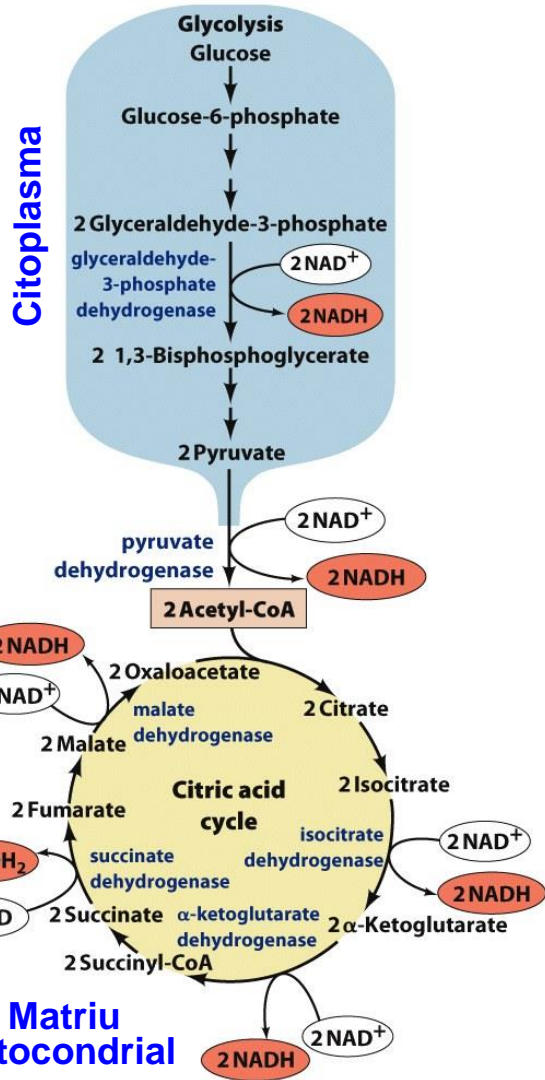 Glycolysis
Glucose
Glucose-6-phosphate
Citoplasma
2 Glyceraldehyde-3-phosphate
glyceraldehyde-
3-phosphate
dehydrogenase
2 NAD+
2 NADH
2 1,3-Bisphosphoglycerate
2 Pyruvate
pyruvate
dehydrogenase
2 NAD+
2 NADH
2 Acetyl-CoA
2 NADH
NAD+
2 Oxaloacetate
malate
dehydrogenase
2 Citrate
2 Malate
2 Isocitrate
Citric acid
cycle
2 Fumarate
isocitrate
dehydrogenase
2 NAD+
2 NADH
H2
succinate
dehydrogenase
D
2 Succinate
α-ketoglutarate
dehydrogenase
2 α-Ketoglutarate
2 Succinyl-CoA
2 NAD+
2 NADH
Matriu
tocondrial